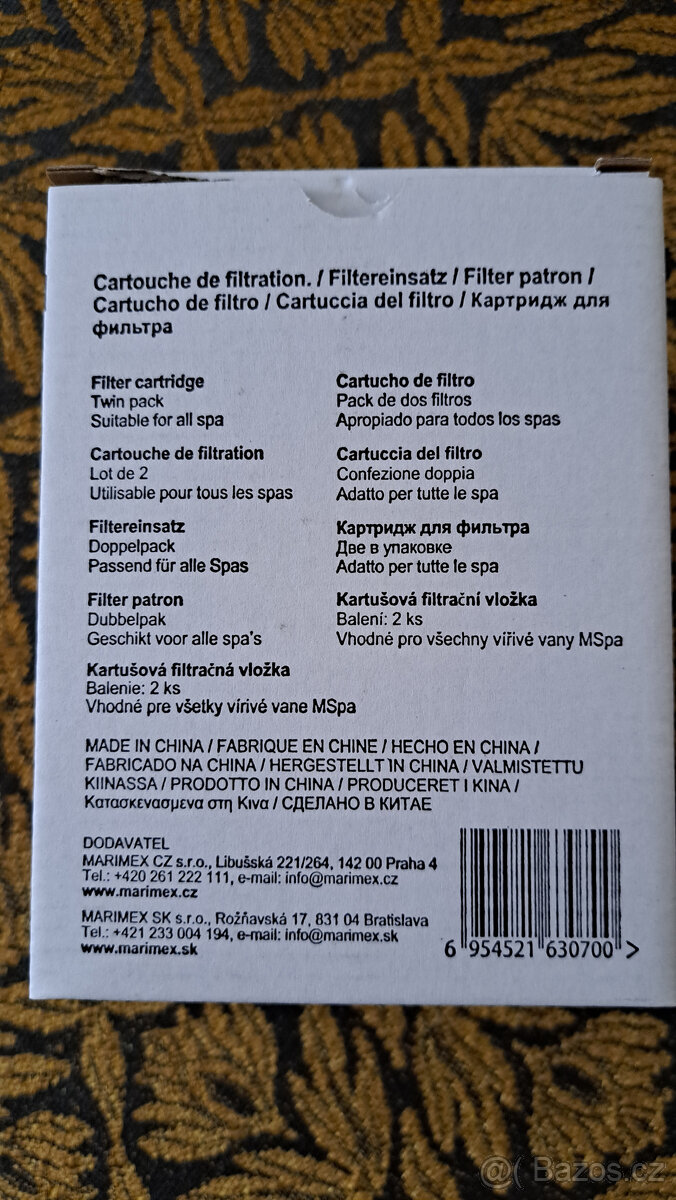 Cartouche de filtration. / Filtereinsatz / Filter patron /
Cartucho de filtro / Cartuccia del filtro / Картридж для
фильтра
Filter cartridge
Twin pack
Suitable for all spa
Cartouche de filtration
Lot de 2
Utilisable pour tous les spas
Filtereinsatz
Doppelpack
Passend für alle Spas
Filter patron
Dubbelpak
Geschikt voor alle spa's
Kartušová filtračná vložka
Balenie: 2 ks
Vhodné pre všetky vírivé vane MSpa
Cartucho de filtro
Pack de dos filtros
Apropiado para todos los spas
Cartuccia del filtro
Confezione doppia
Adatto per tutte le spa
Картридж для фильтра
Две в упаковке
Adatto per tutte le spa
Kartušová filtrační vložka
Balení: 2 ks
Vhodné pro všechny vířivé vany MSpa
MADE IN CHINA / FABRIQUE EN CHINE / HECHO EN CHINA /
FABRICADO NA CHINA / HERGESTELLT IN CHINA / VALMISTETTU
KIINASSA / PRODOTTO IN CHINA / PRODUCERET I KINA /
Κατασκευασμενα στη Κινα / СДЕЛАНО В КИТАЕ
DODAVATEL
MARIMEX CZ s.r.o., Libušská 221/264, 142 00 Praha 4
Tel.: +420 261 222 111, e-mail: info@marimex.cz
www.marimex.cz
MARIMEX SK s.r.o., Rožňavská 17, 831 04 Bratislava
Tel.: +421 233 004 194, e-mail: info@marimex.sk
www.marimex.sk
6 954521 630700 >
@( Bazos.cz